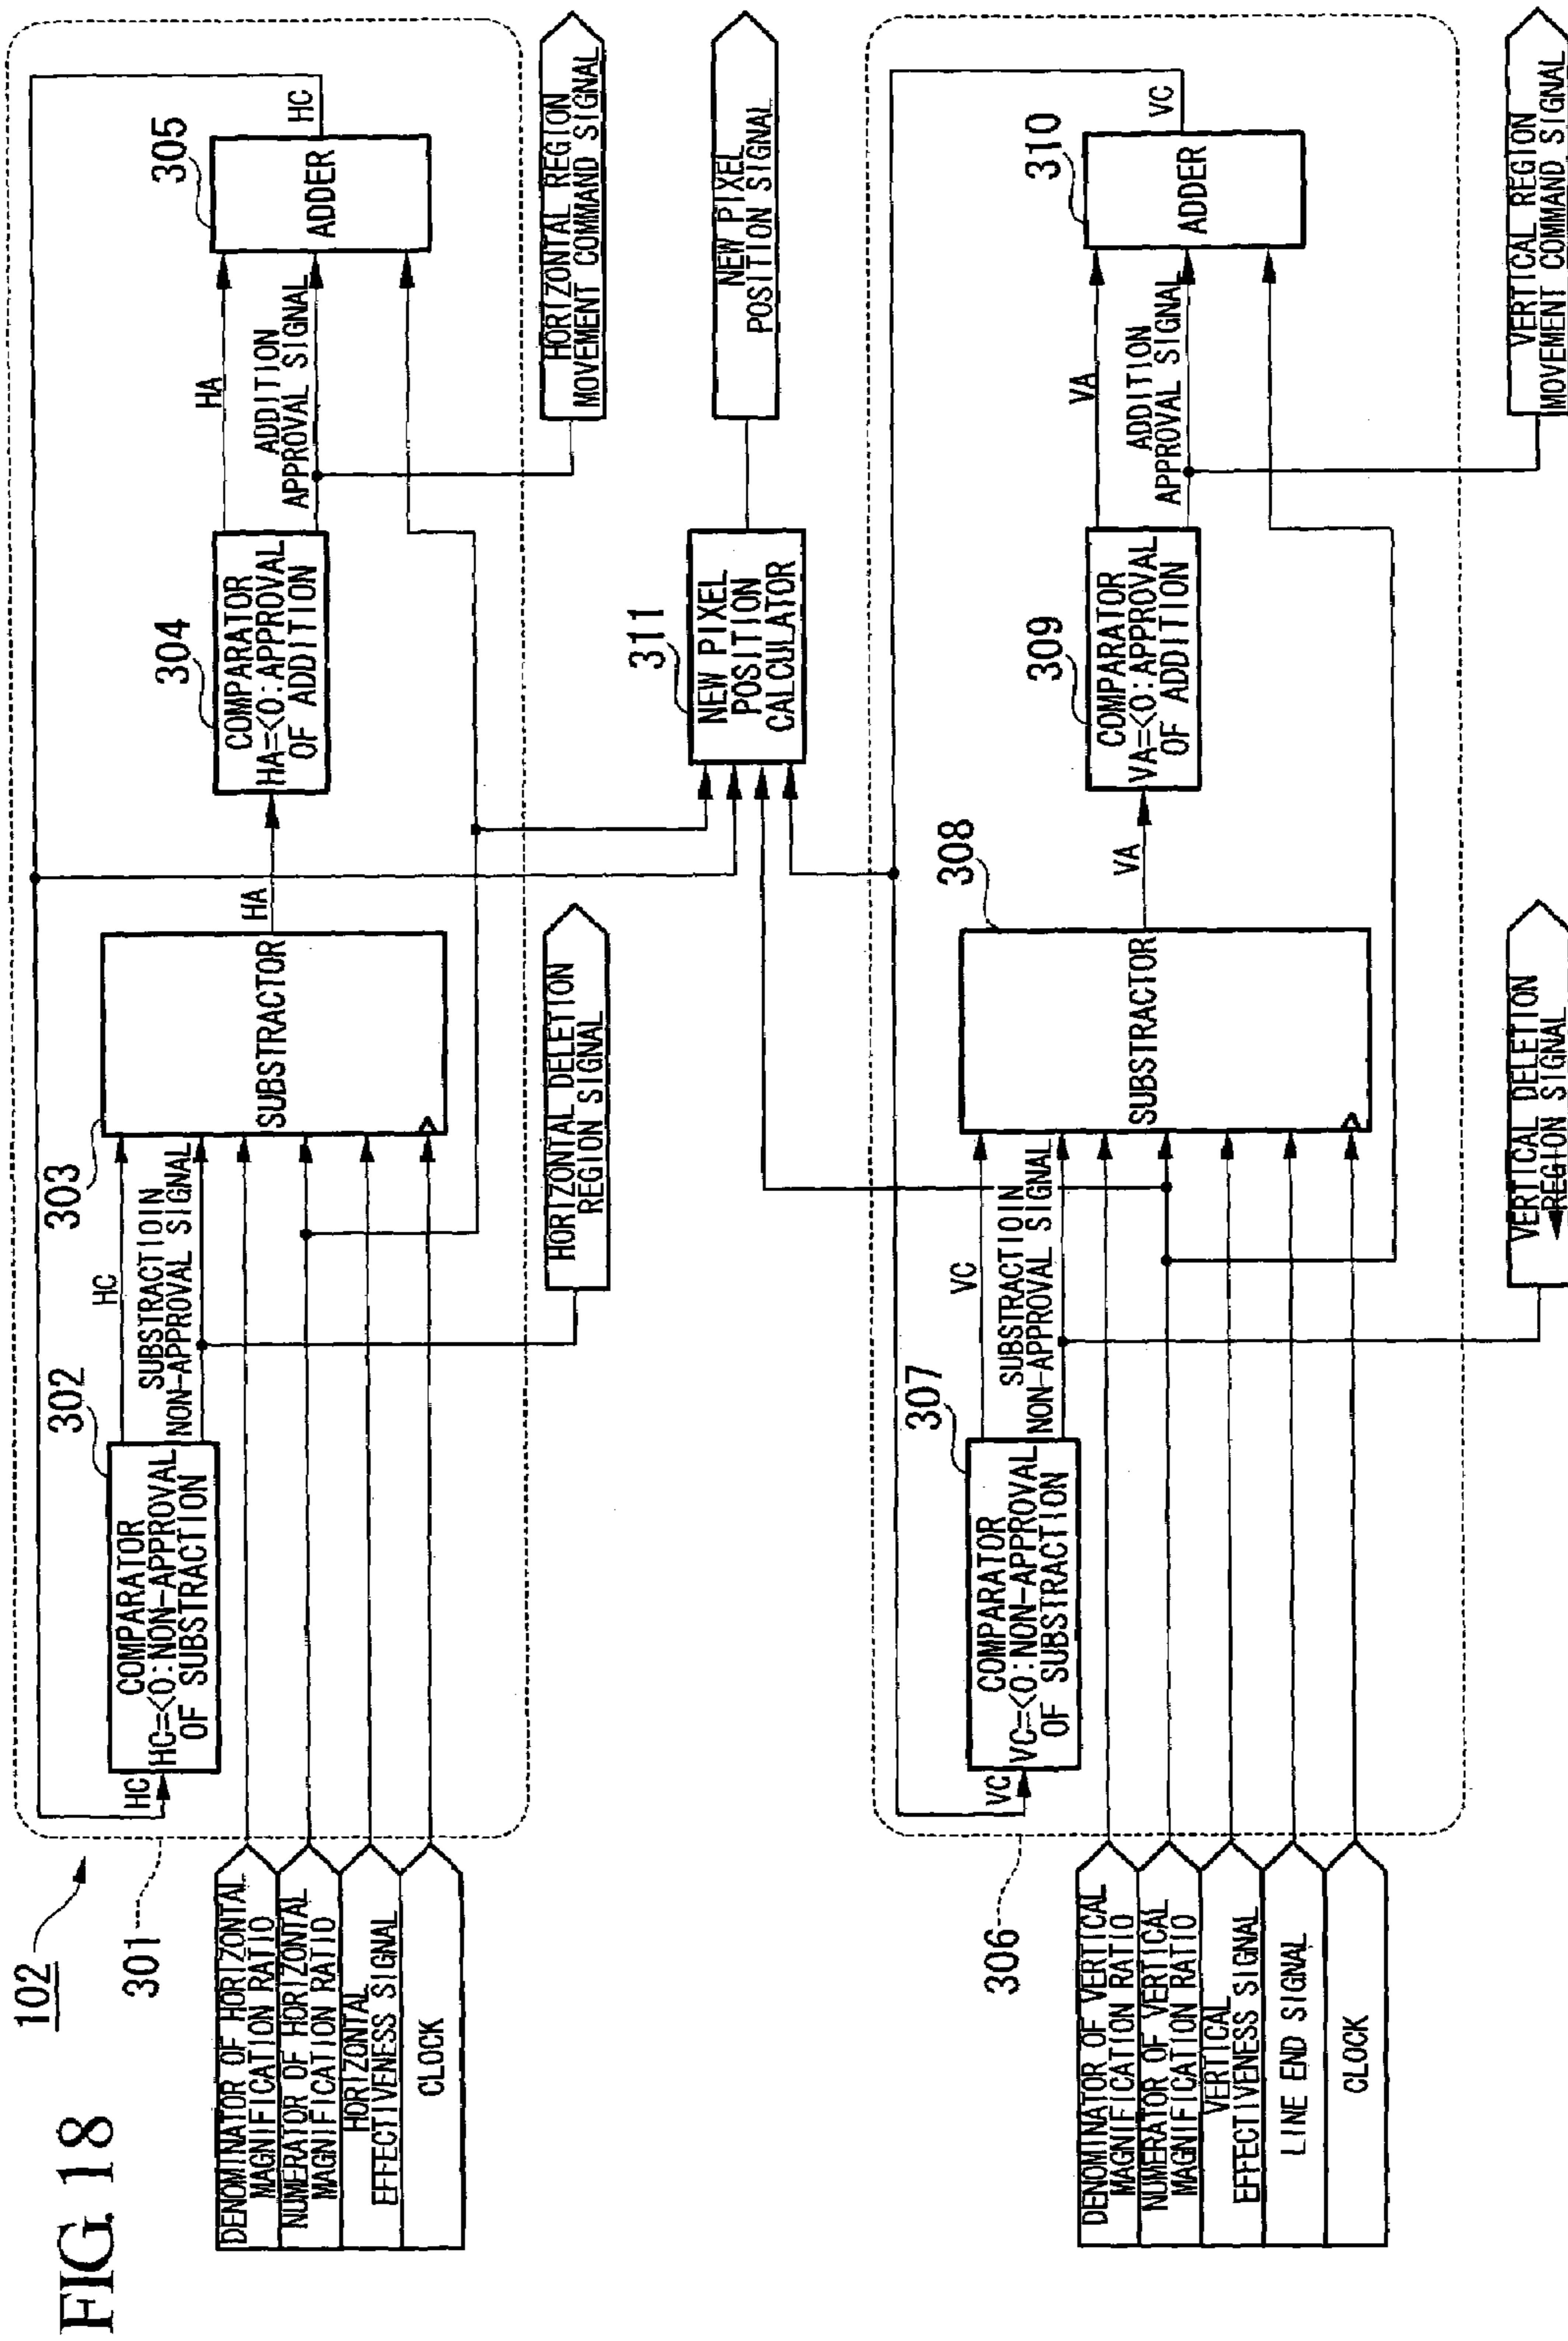 FIG. 18
102
301
302
303
304
305
HC
COMPARATOR
HC=<0:NON-APPROVAL
OF SUBSTRACTION
HC
SUBSTRACTIOIN
NON-APPROVAL SIGNAL
SUBSTRACTOR
HA
COMPARATOR
HA=<0:APPROVAL
OF ADDITION
HA
ADDITION
APPROVAL SIGNAL
ADDER
HC
DENOMINATOR OF HORIZONTAL
MAGNIFICATION RATIO
NUMERATOR OF HORIZONTAL
MAGNIFICATION RATIO
HORIZONTAL
EFFECTIVENESS SIGNAL
CLOCK
HORIZONTAL DELETION
REGION SIGNAL
HORIZONTAL REGION
MOVEMENT COMMAND SIGNAL
311
NEW PIXEL
POSITION
CALCULATOR
NEW PIXEL
POSITION SIGNAL
306
307
308
309
310
VC
COMPARATOR
VC=<0:NON-APPROVAL
OF SUBSTRACTION
VC
SUBSTRACTIOIN
NON-APPROVAL SIGNAL
SUBSTRACTOR
VA
COMPARATOR
VA=<0:APPROVAL
OF ADDITION
VA
ADDITION
APPROVAL SIGNAL
ADDER
VC
DENOMINATOR OF VERTICAL
MAGNIFICATION RATIO
NUMERATOR OF VERTICAL
MAGNIFICATION RATIO
VERTICAL
EFFECTIVENESS SIGNAL
LINE END SIGNAL
CLOCK
VERTICAL DELETION
REGION SIGNAL
VERTICAL REGION
MOVEMENT COMMAND SIGNAL